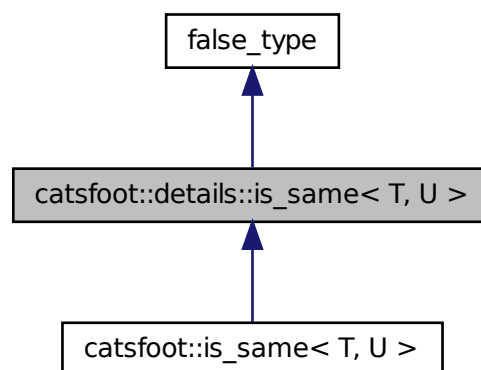 false_type
catsfoot::details::is_same< T, U >
catsfoot::is_same< T, U >